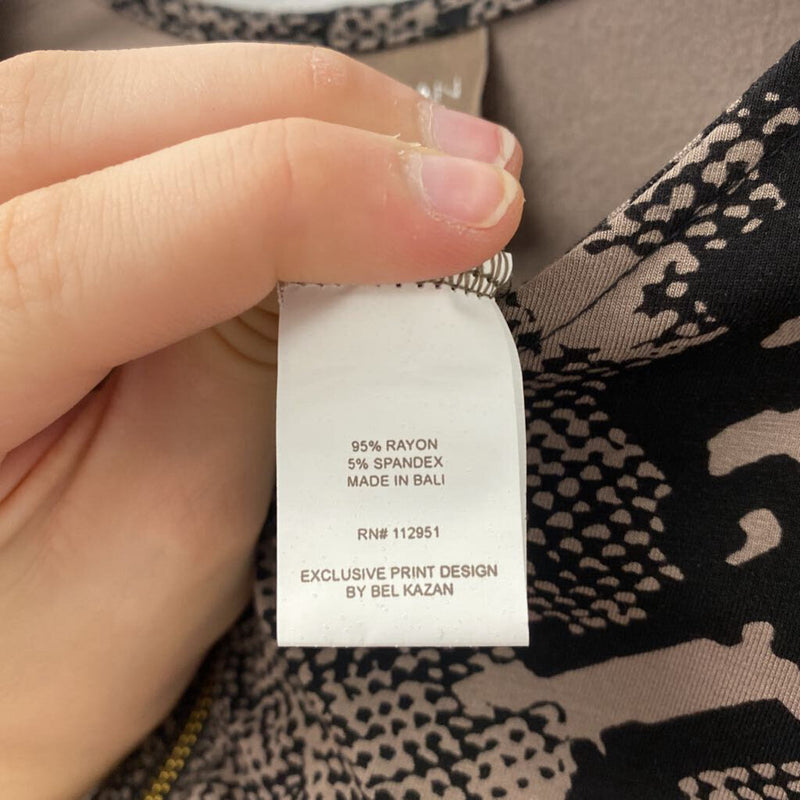 95% RAYON
5% SPANDEX
MADE IN BALI
RN# 112951
EXCLUSIVE PRINT DESIGN
BY BEL KAZAN